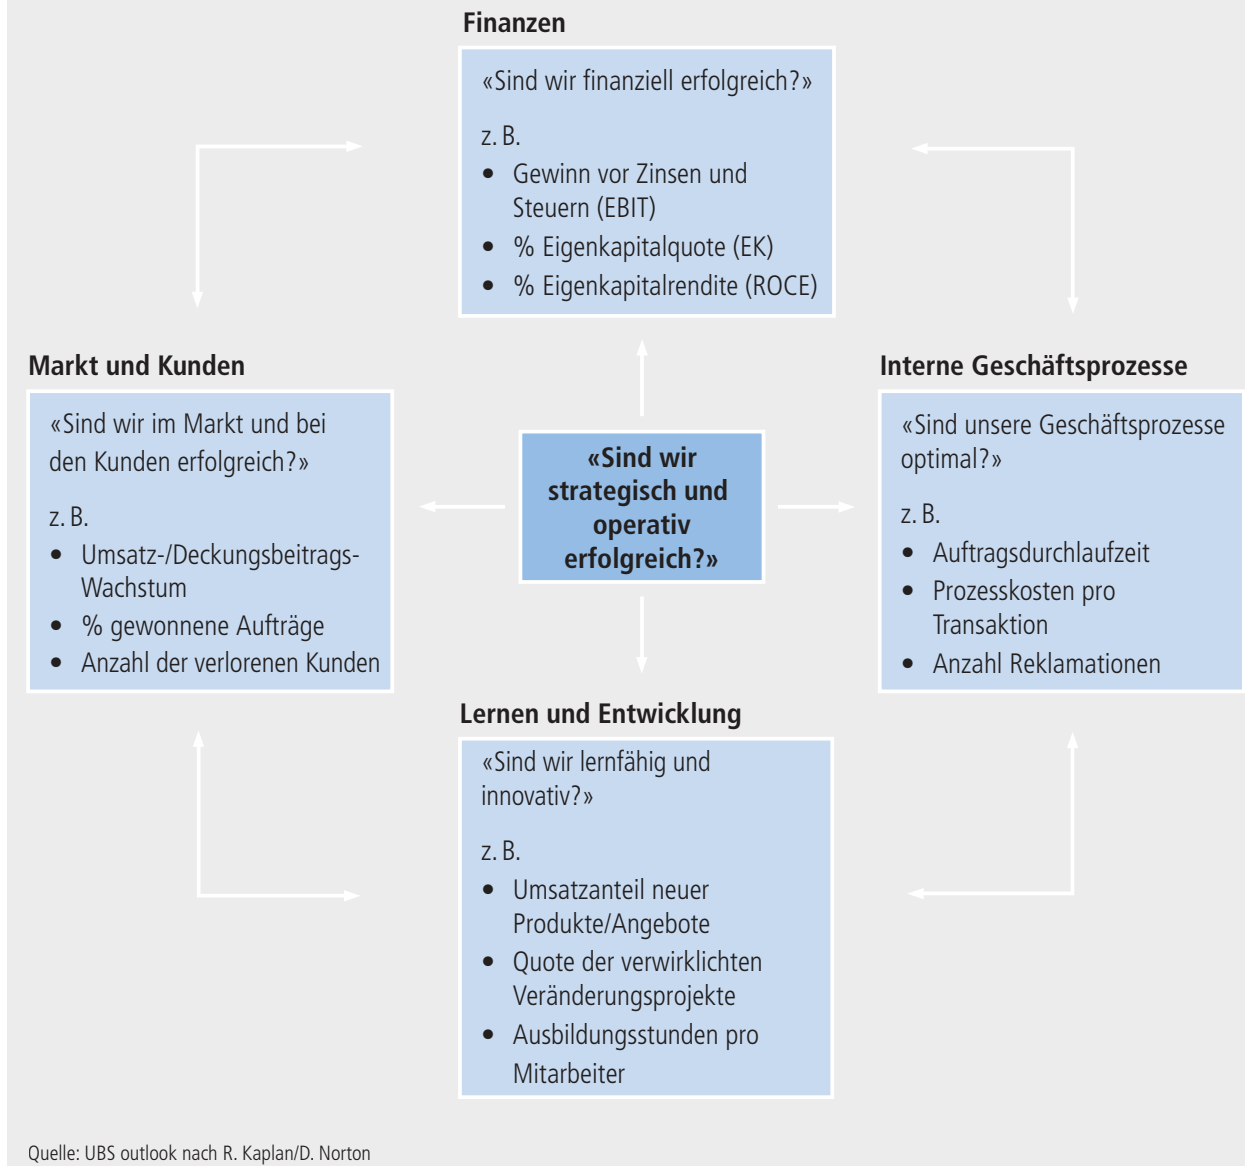 Finanzen
«Sind wir finanziell erfolgreich?»
z. B.
• Gewinn vor Zinsen und
Steuern (EBIT)
• % Eigenkapitalquote (EK)
• % Eigenkapitalrendite (ROCE)
Markt und Kunden
«Sind wir im Markt und bei
den Kunden erfolgreich?»
z. B.
• Umsatz-/Deckungsbeitrags-
Wachstum
• % gewonnene Aufträge
• Anzahl der verlorenen Kunden
«Sind wir
strategisch und
operativ
erfolgreich?»
Interne Geschäftsprozesse
«Sind unsere Geschäftsprozesse
optimal?»
z. B.
• Auftragsdurchlaufzeit
• Prozesskosten pro
Transaktion
• Anzahl Reklamationen
Lernen und Entwicklung
«Sind wir lernfähig und
innovativ?»
z. B.
• Umsatzanteil neuer
Produkte/Angebote
• Quote der verwirklichten
Veränderungsprojekte
• Ausbildungsstunden pro
Mitarbeiter
Quelle: UBS outlook nach R. Kaplan/D. Norton